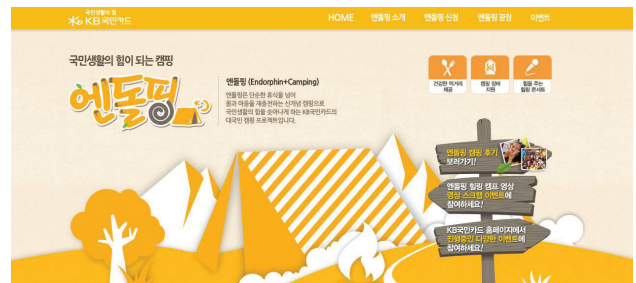 국민생활의 힘
KB국민카드
HOME 엔돌핑 소개 엔돌핑 신청 엔돌핑 광장 이벤트
국민생활의 힘이 되는 캠핑
엔돌핑
엔돌핑 (Endorphin+Camping)
엔돌핑은 단순한 휴식을 넘어
몸과 마음을 재충전하는 신개념 캠핑으로
국민생활의 힘을 솟아나게 하는 KB국민카드의
대국민 캠핑 프로젝트입니다.
건강한 먹거리
제공
캠핑 장비
지원
힘을 주는
힐링 콘서트
엔돌핑 캠핑 후기
보러가기!
엔돌핑 힐링 캠프 영상
영상 스크랩 이벤트에
참여하세요!
KB국민카드 홈페이지에서
진행중인 다양한 이벤트에
참여하세요!